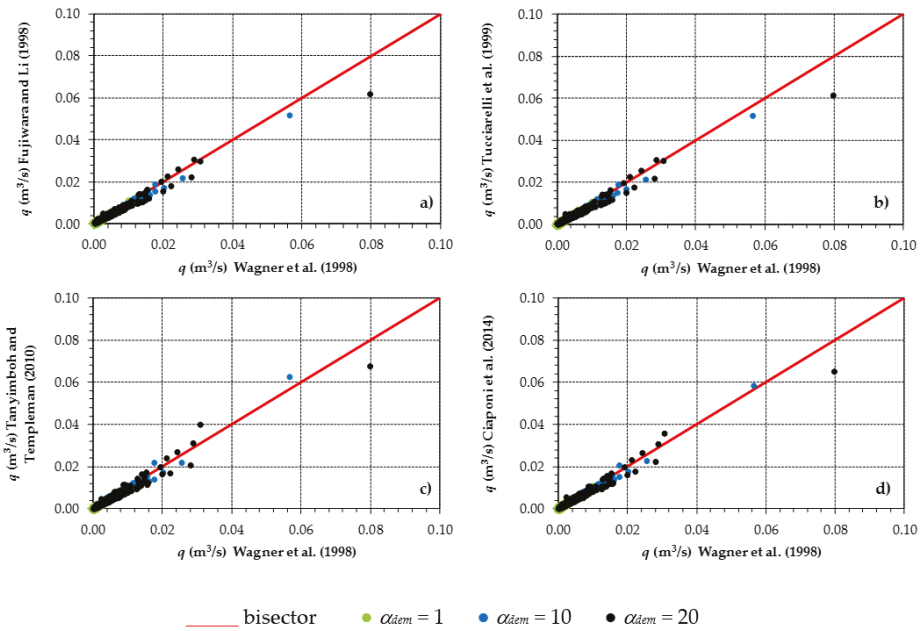 0.10
0.08
0.06
0.04
0.02
0.00
q (m³/s) Fujiwara and Li (1998)
a)
0.00 0.02 0.04 0.06 0.08 0.10
q (m³/s) Wagner et al. (1998)
0.10
0.08
0.06
0.04
0.02
0.00
q (m³/s) Tucciarelli et al. (1999)
b)
0.00 0.02 0.04 0.06 0.08 0.10
q (m³/s) Wagner et al. (1998)
0.10
0.08
0.06
0.04
0.02
0.00
q (m³/s) Tanyimboh and
Templeman (2010)
c)
0.00 0.02 0.04 0.06 0.08 0.10
q (m³/s) Wagner et al. (1998)
0.10
0.08
0.06
0.04
0.02
0.00
q (m³/s) Ciaponi et al. (2014)
d)
0.00 0.02 0.04 0.06 0.08 0.10
q (m³/s) Wagner et al. (1998)
bisector αdem = 1 αdem = 10 αdem = 20